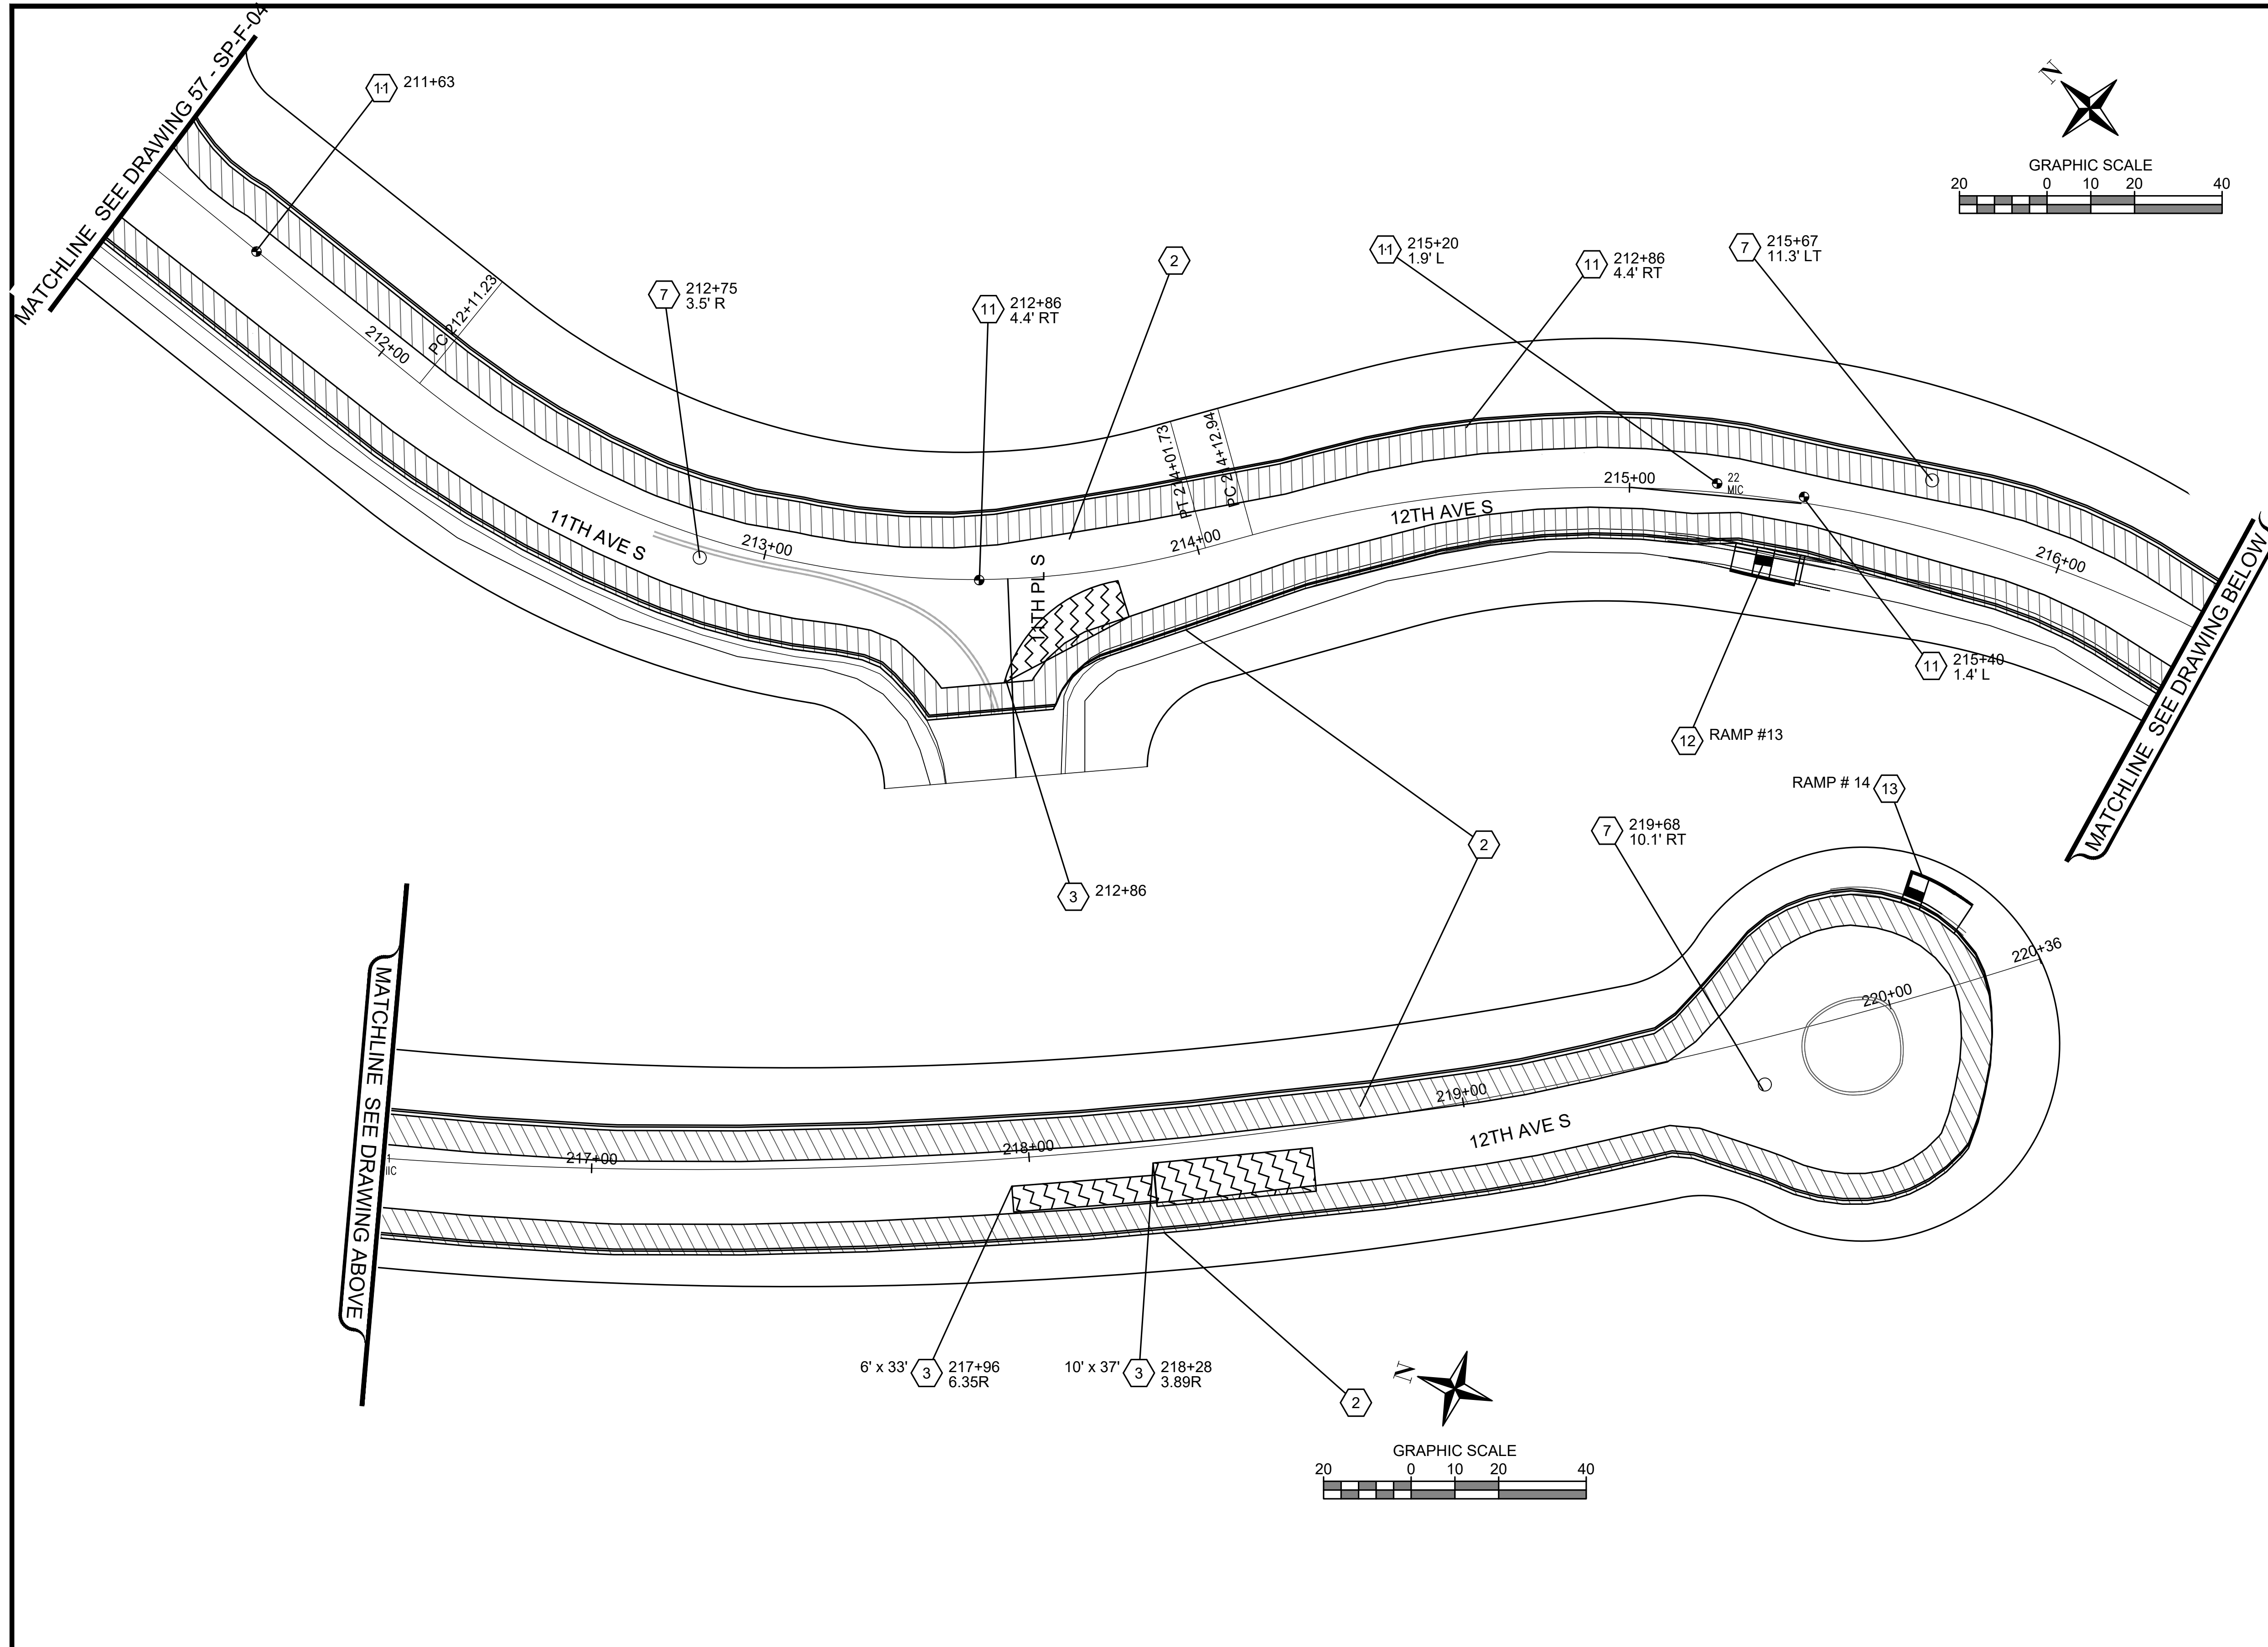 MATCHLINE SEE DRAWING 57 - SP-F-04
11
211+63
N
GRAPHIC SCALE
20 0 10 20 40
PC 212+11.23
212+00
7
212+75
3.5' R
11
212+86
4.4' RT
2
11
215+20
1.9' L
11
212+86
4.4' RT
7
215+67
11.3' LT
11TH AVE S
213+00
PT 214+01.73
PC 214+12.94
214+00
12TH AVE S
215+00
22
MIC
216+00
11TH PL S
11
215+40
1.4' L
12
RAMP #13
MATCHLINE SEE DRAWING BELOW
3
212+86
2
RAMP # 14
13
7
219+68
10.1' RT
MATCHLINE SEE DRAWING ABOVE
217+00
218+00
219+00
12TH AVE S
220+00
220+36
6' x 33'
3
217+96
6.35R
10' x 37'
3
218+28
3.89R
2
N
GRAPHIC SCALE
20 0 10 20 40